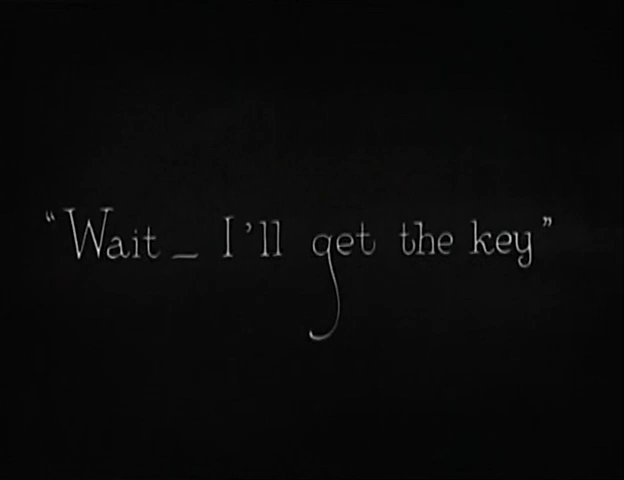 “Wait _ I’ll get the key”